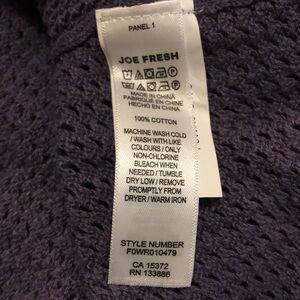 PANEL 1
JOE FRESH
MADE IN CHINA
FABRIQUE EN CHINE
HECHO EN CHINA
100% COTTON
MACHINE WASH COLD
/ WASH WITH LIKE
COLOURS / ONLY
NON-CHLORINE
BLEACH WHEN
NEEDED / TUMBLE
DRY LOW / REMOVE
PROMPTLY FROM
DRYER / WARM IRON
STYLE NUMBER
F0WR010479
CA 15372
RN 133886